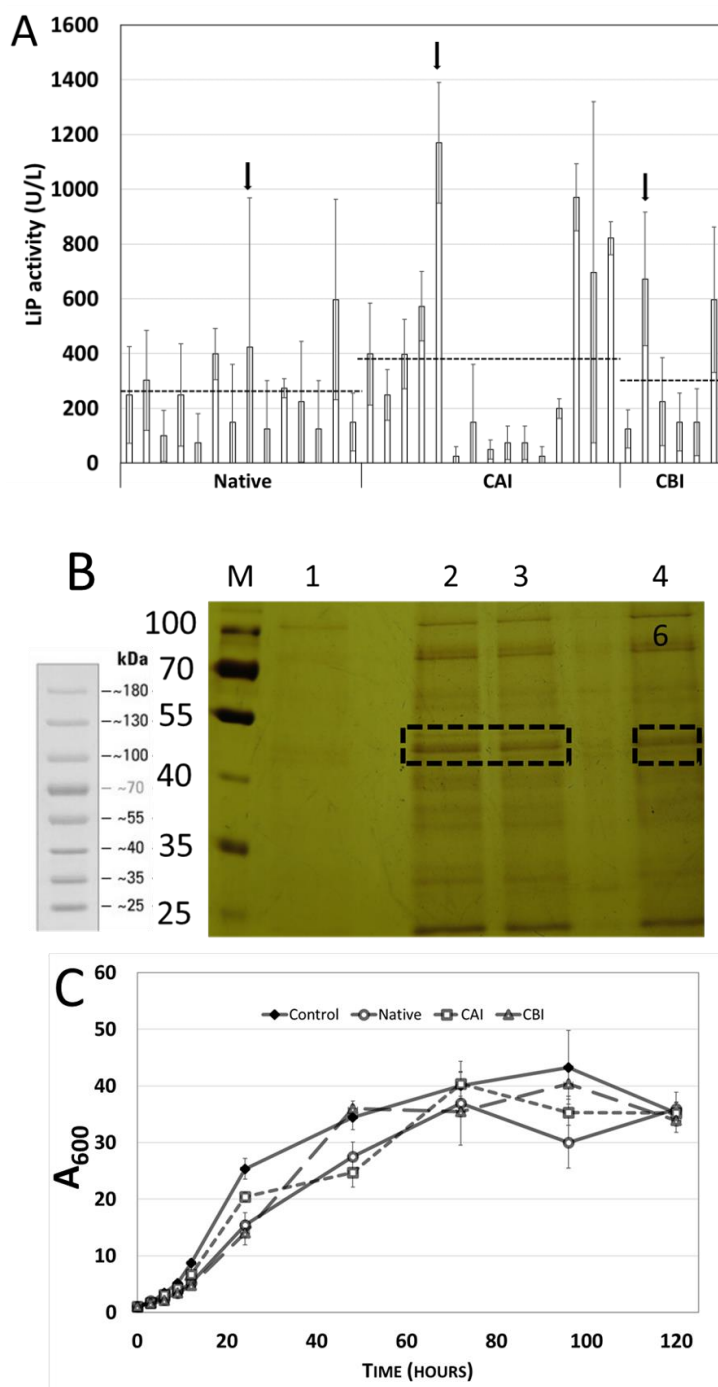 A
1600
1400
1200
1000
800
600
400
200
0
LiP activity (U/L)
Native CAI CBI
B
M 1 2 3 4
6
kDa
~180
~130
~100
~70
~55
~40
~35
~25
100
70
55
40
35
25
C
60
50
40
30
20
10
0
A600
Control Native CAI CBI
0 20 40 60 80 100 120
TIME (HOURS)